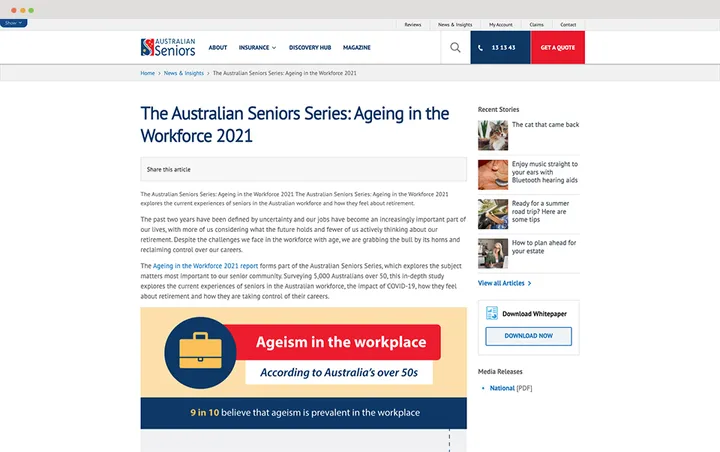 Show
Reviews
News & Insights
My Account
Claims
Contact
AUSTRALIAN
Seniors
ABOUT
INSURANCE
DISCOVERY HUB
MAGAZINE
13 13 43
GET A QUOTE
Home > News & Insights > The Australian Seniors Series: Ageing in the Workforce 2021
The Australian Seniors Series: Ageing in the
Workforce 2021
Share this article
The Australian Seniors Series: Ageing in the Workforce 2021 The Australian Seniors Series: Ageing in the Workforce 2021
explores the current experiences of seniors in the Australian workforce and how they feel about retirement.
The past two years have been defined by uncertainty and our jobs have become an increasingly important part of
our lives, with more of us considering what the future holds and fewer of us actively thinking about our
retirement. Despite the challenges we face in the workforce with age, we are grabbing the bull by its horns and
reclaiming control over our careers.
The Ageing in the Workforce 2021 report forms part of the Australian Seniors Series, which explores the subject
matters most important to our senior community. Surveying 5,000 Australians over 50, this in-depth study
explores the current experiences of seniors in the Australian workforce, the impact of COVID-19, how they feel
about retirement and how they are taking control of their careers.
Ageism in the workplace
According to Australia's over 50s
9 in 10 believe that ageism is prevalent in the workplace
Recent Stories
The cat that came back
Enjoy music straight to
your ears with
Bluetooth hearing aids
Ready for a summer
road trip? Here are
some tips
How to plan ahead for
your estate
View all Articles >
Download Whitepaper
DOWNLOAD NOW
Media Releases
• National [PDF]